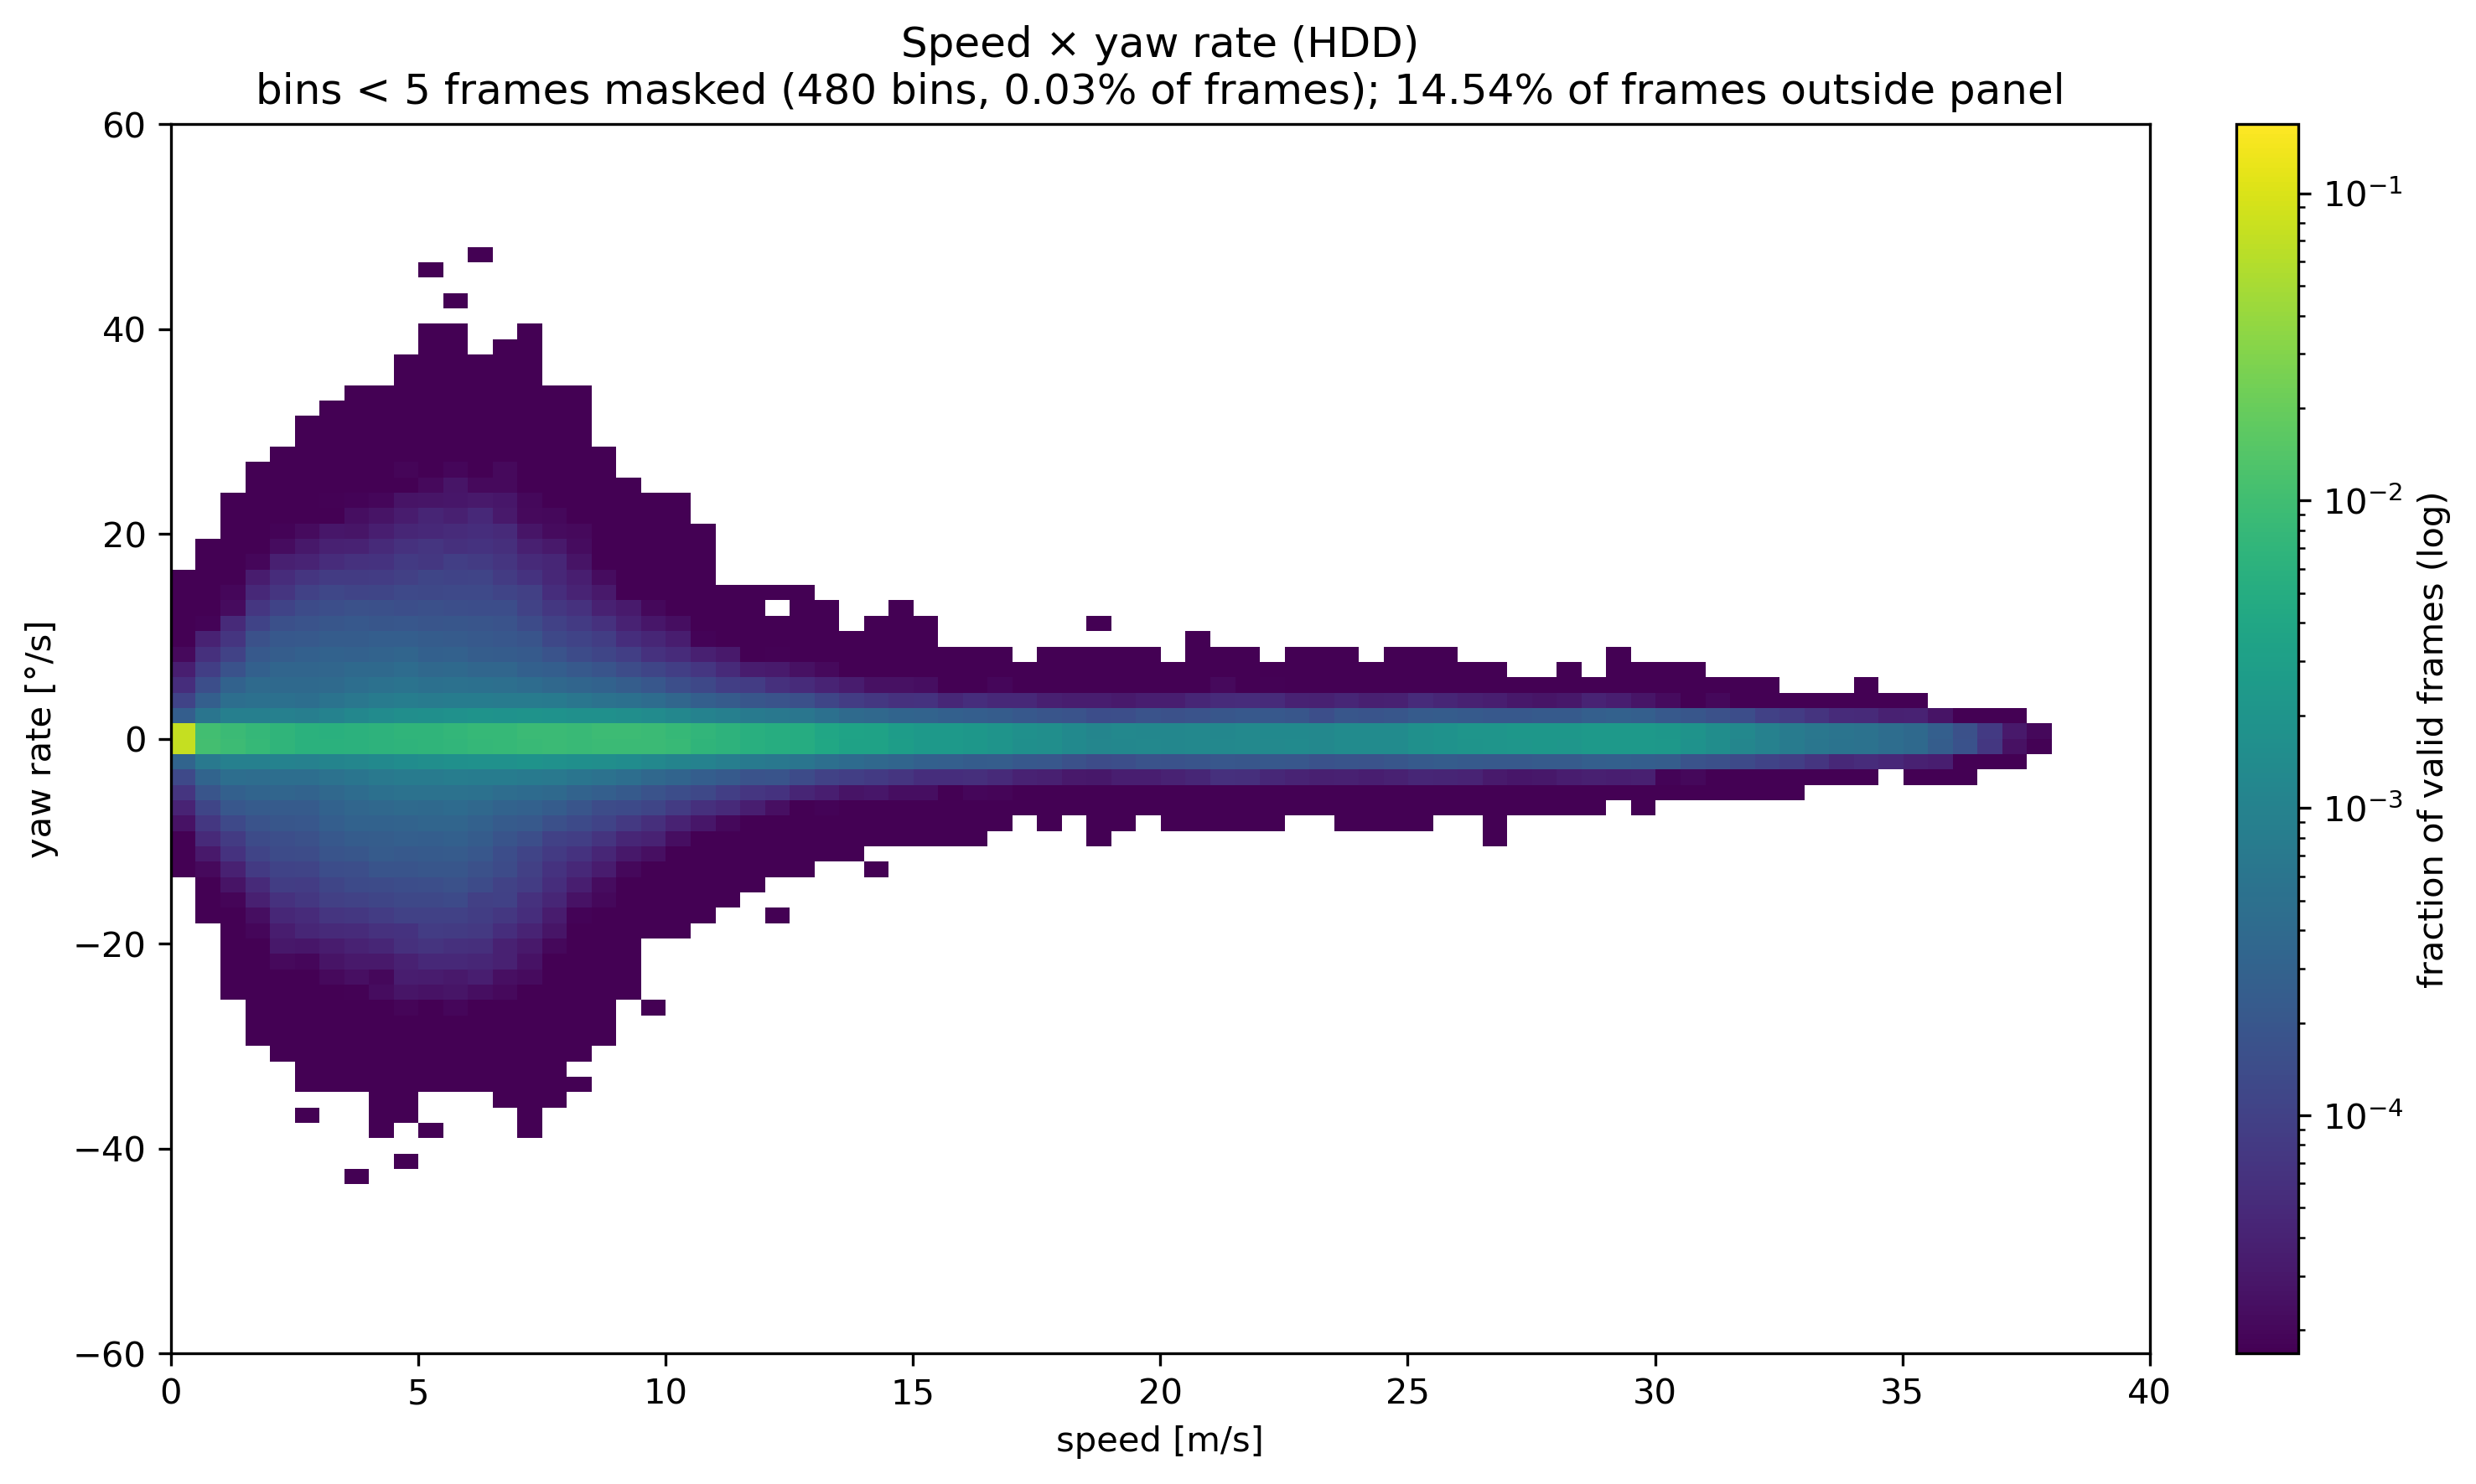 Speed × yaw rate (HDD)
bins < 5 frames masked (480 bins, 0.03% of frames); 14.54% of frames outside panel
60
40
20
0
−20
−40
−60
yaw rate [°/s]
0 5 10 15 20 25 30 35 40
speed [m/s]
10⁻¹
10⁻²
10⁻³
10⁻⁴
fraction of valid frames (log)